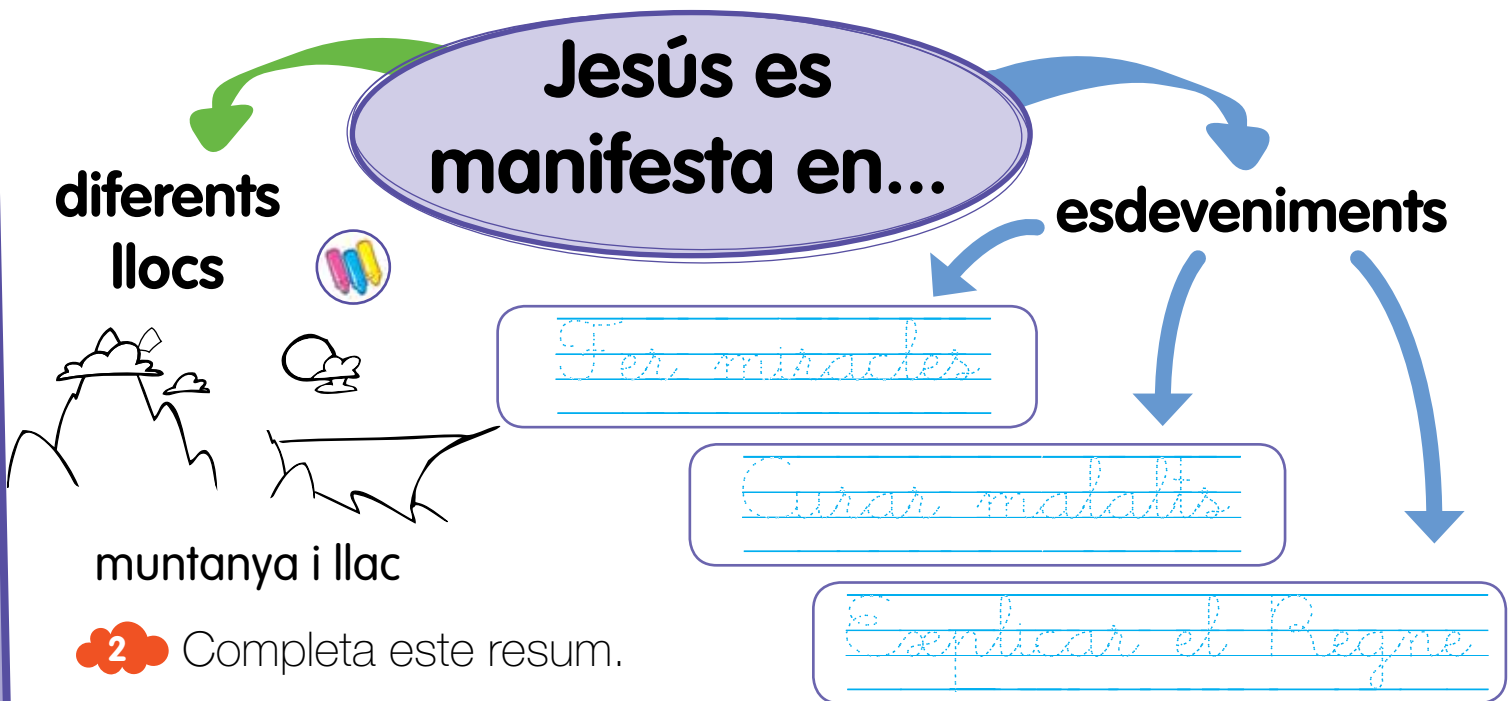 Jesús es
manifesta en...
diferents
llocs
esdeveniments
Fer miracles
Curar malalts
muntanya i llac
Explicar el Regne
2 Completa este resum.